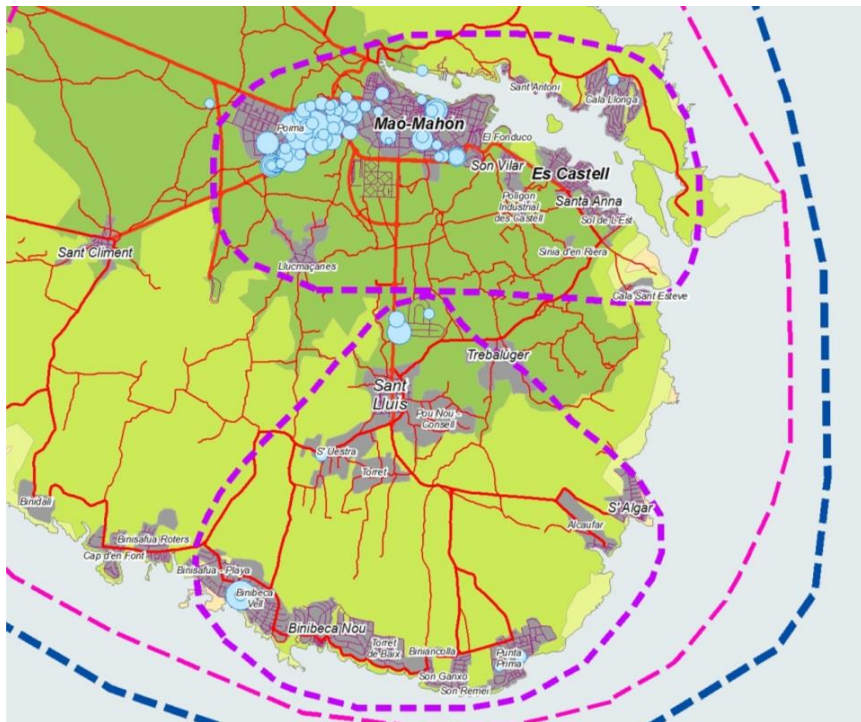 Sant Antoni
Cala Llonga
Poima
Maó-Mahón
El Fonduco
Son Vilar
Es Castell
Polígon
Industrial
des Castell
Santa Anna
Sol de L'Est
Sant Climent
Llucmaçanes
Sínia d'en Riera
Cala Sant Esteve
Trebalúger
Sant
Lluís
Pou Nou -
Consell
S' Uestra
Torret
S' Algar
Binidalí
Alcaufar
Binisafua Roters
Cap d'en Font
Binisafua - Playa
Binibeca
Vell
Binibeca Nou
Torret
de Baix
Biniancolla
Punta
Prima
Son Ganxo
Son Remei